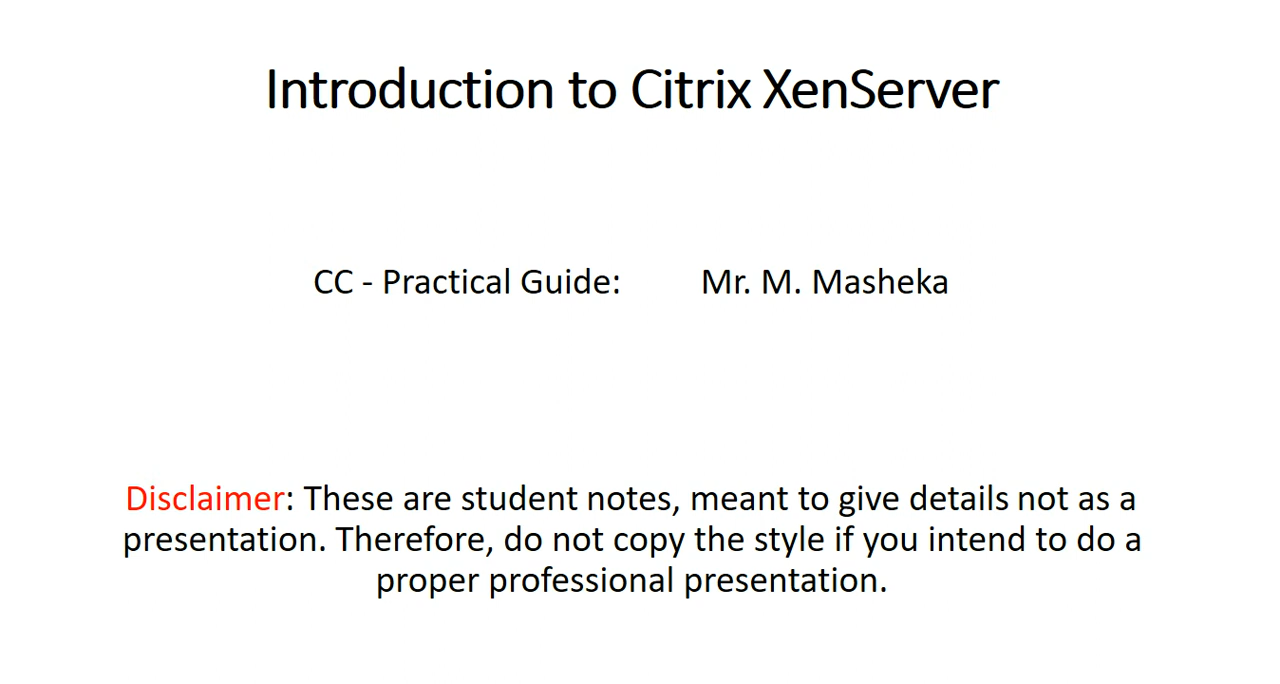 Introduction to Citrix XenServer
CC - Practical Guide: Mr. M. Masheka
Disclaimer: These are student notes, meant to give details not as a
presentation. Therefore, do not copy the style if you intend to do a
proper professional presentation.